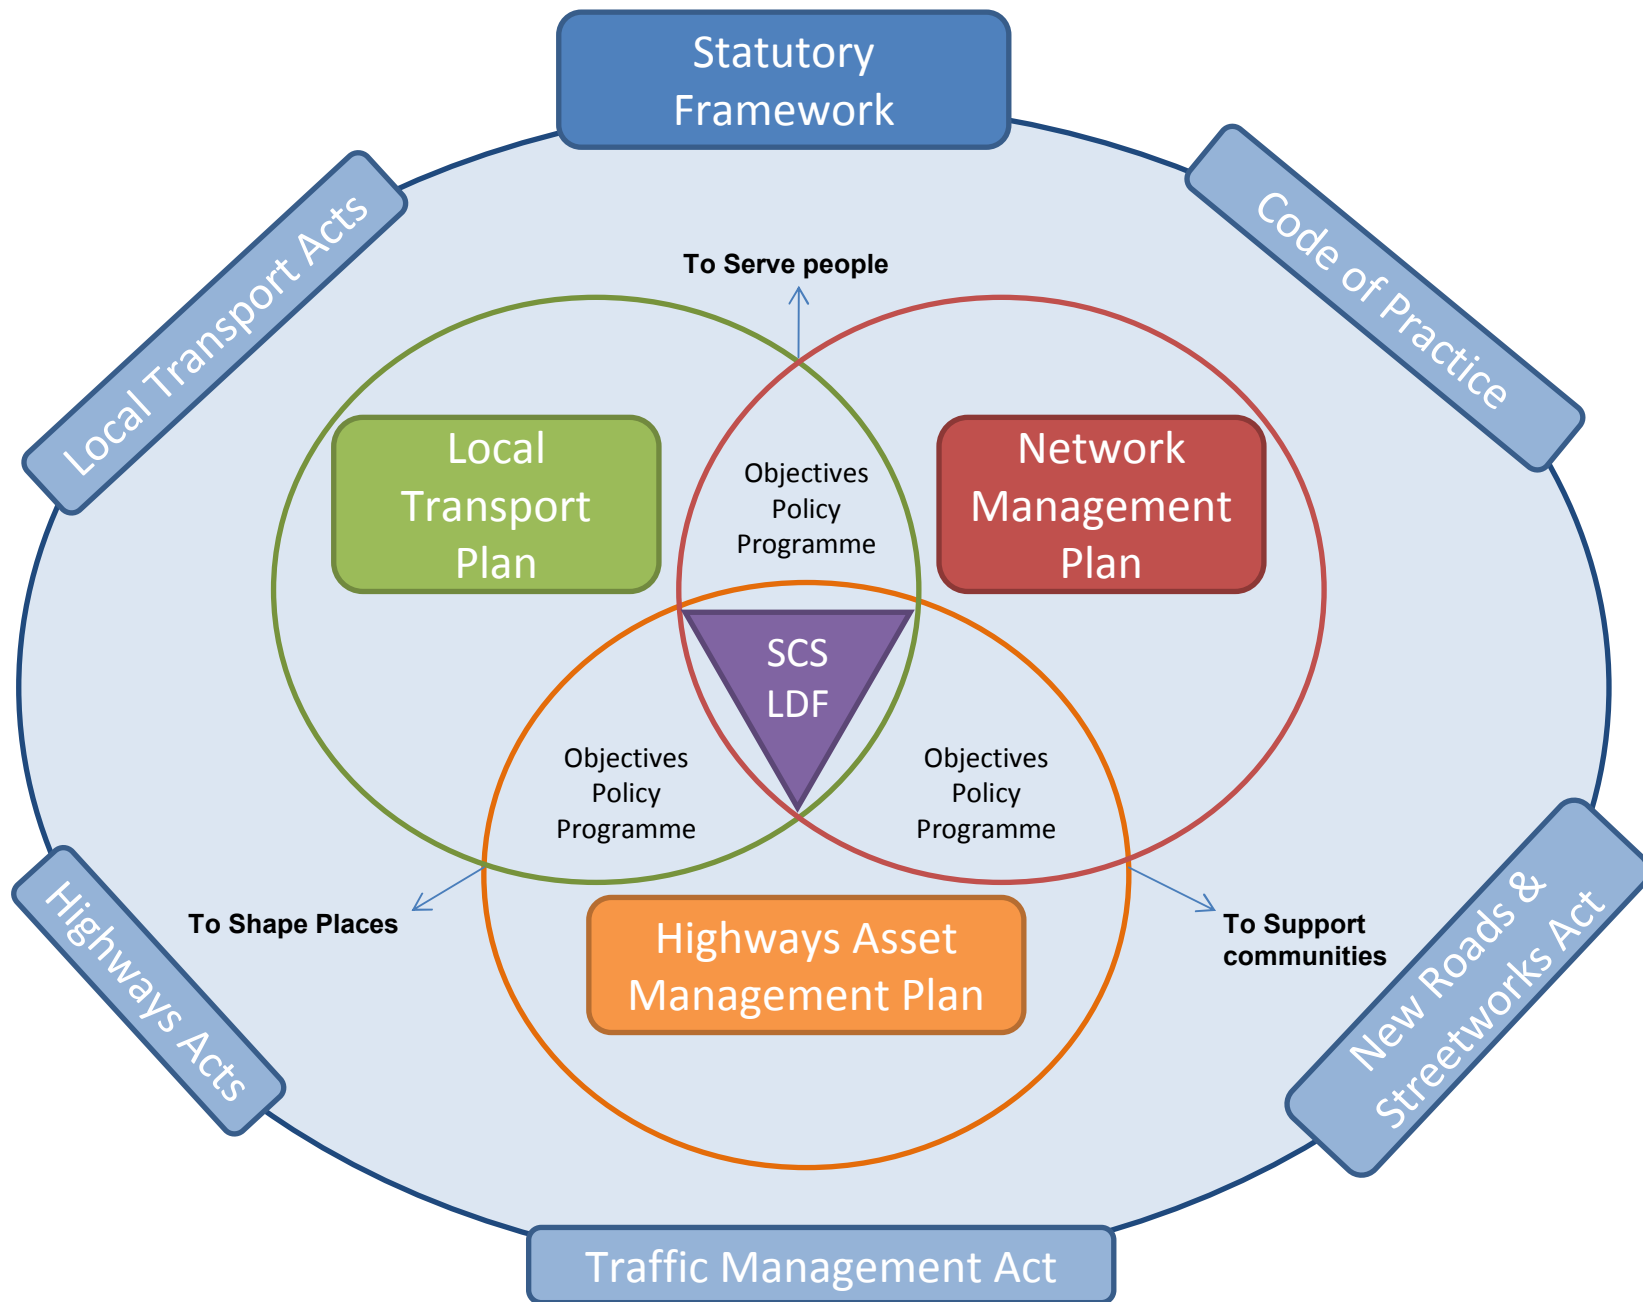 Statutory
Framework
Local Transport Acts
Code of Practice
To Serve people
Local
Transport
Plan
Objectives
Policy
Programme
Network
Management
Plan
SCS
LDF
Objectives
Policy
Programme
Objectives
Policy
Programme
Highways Acts
To Shape Places
Highways Asset
Management Plan
To Support
communities
New Roads &
Streetworks Act
Traffic Management Act